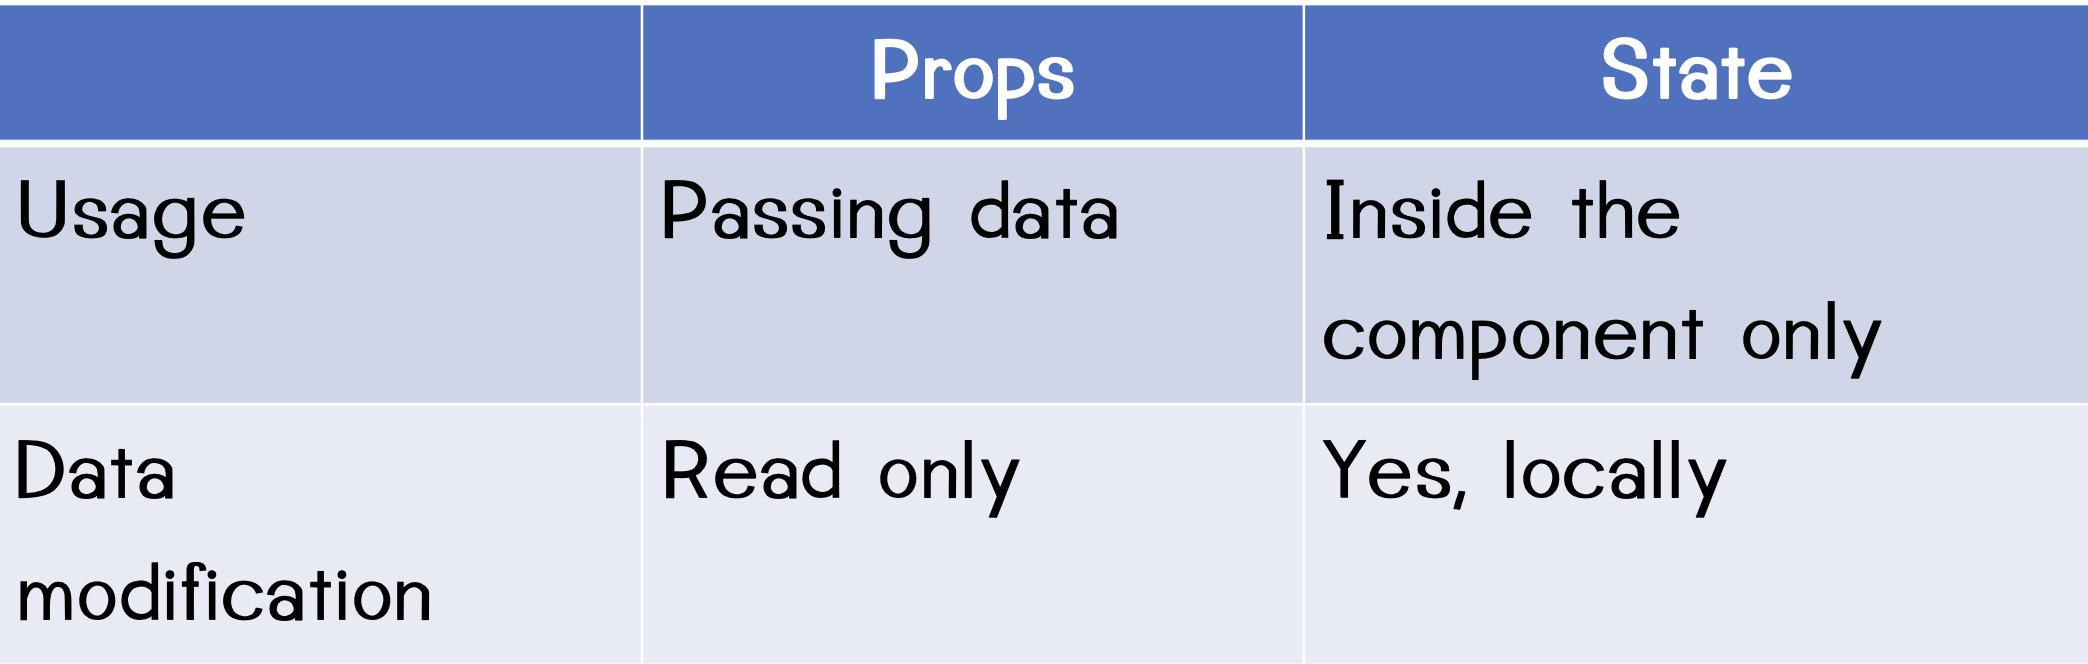 Props State
Usage Passing data Inside the
component only
Data Read only Yes, locally
modification